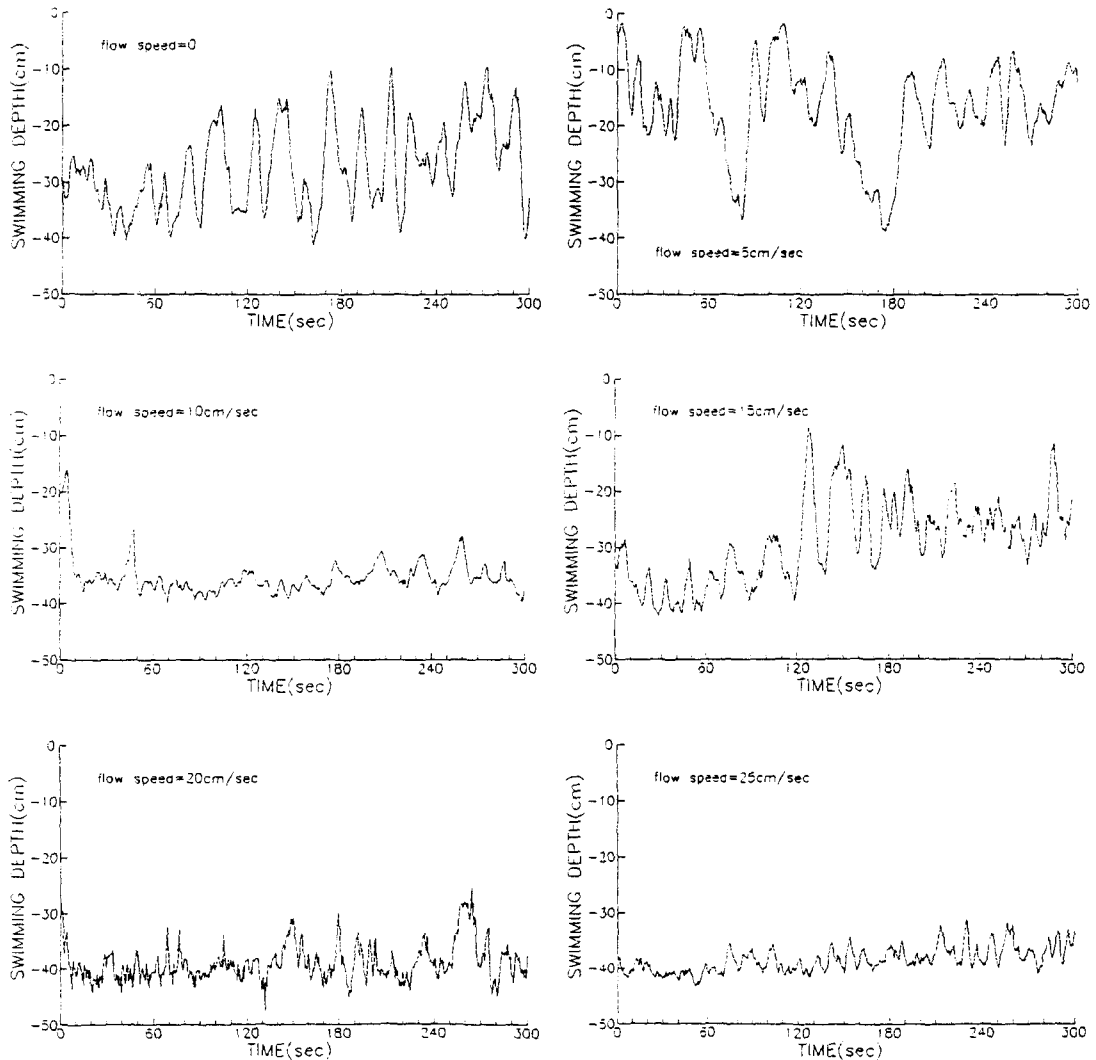 0
-10
-20
-30
-40
-50
SWIMMING DEPTH(cm)
flow speed=0
0 60 120 180 240 300
TIME(sec)
0
-10
-20
-30
-40
-50
SWIMMING DEPTH(cm)
flow speed=5cm/sec
0 60 120 180 240 300
TIME(sec)
0
-10
-20
-30
-40
-50
SWIMMING DEPTH(cm)
flow speed=10cm/sec
0 60 120 180 240 300
TIME(sec)
0
-10
-20
-30
-40
-50
SWIMMING DEPTH(cm)
flow speed=15cm/sec
0 60 120 180 240 300
TIME(sec)
0
-10
-20
-30
-40
-50
SWIMMING DEPTH(cm)
flow speed=20cm/sec
0 60 120 180 240 300
TIME(sec)
0
-10
-20
-30
-40
-50
SWIMMING DEPTH(cm)
flow speed=25cm/sec
0 60 120 180 240 300
TIME(sec)